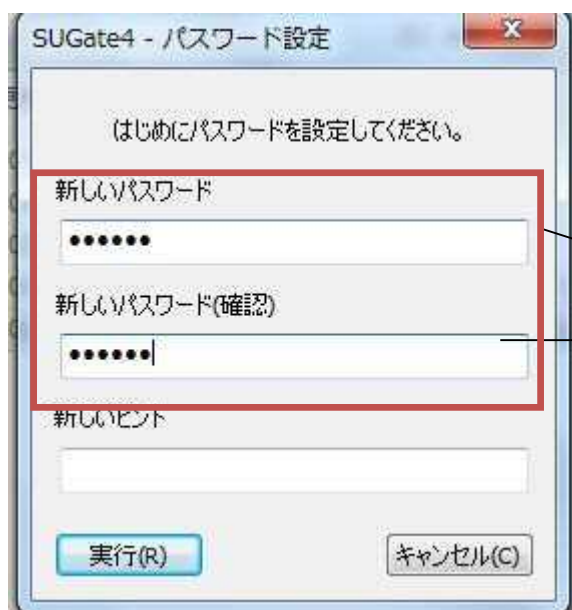 SUGate4 - パスワード設定
はじめにパスワードを設定してください。
新しいパスワード
••••••
新しいパスワード(確認)
••••••
新しいヒント
実行(R) キャンセル(C)